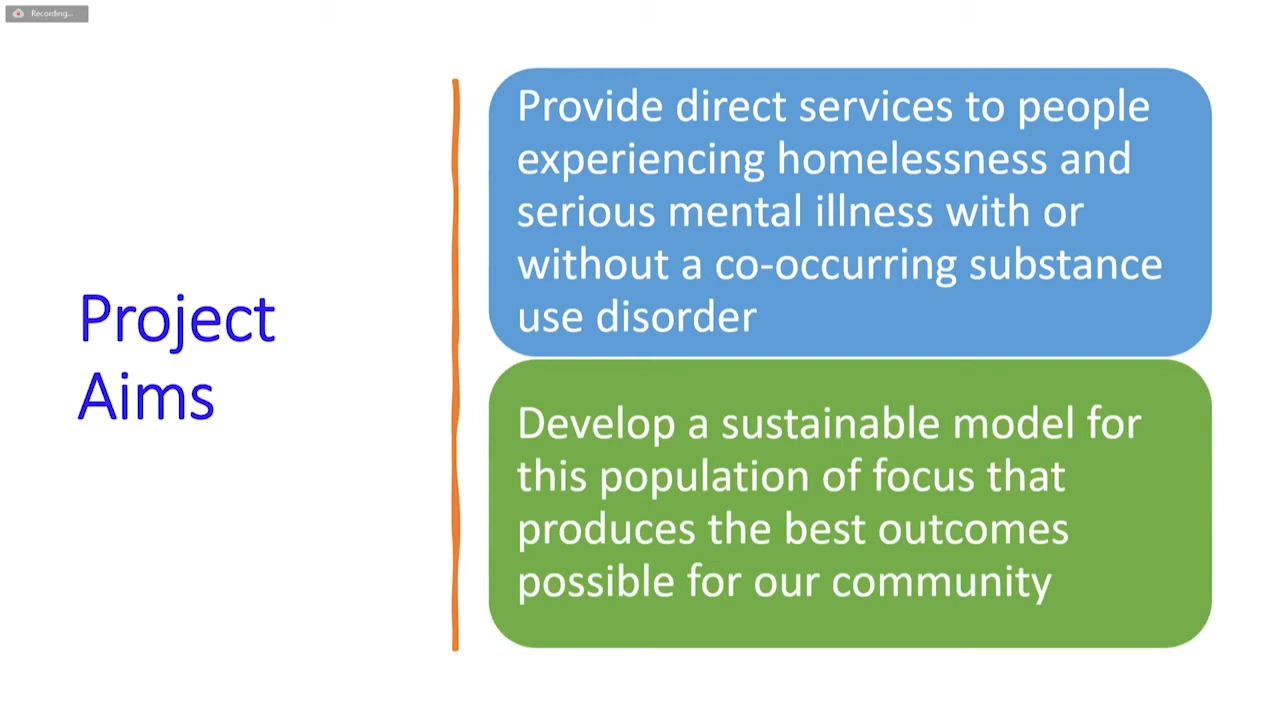 Recording...
Project
Aims
Provide direct services to people
experiencing homelessness and
serious mental illness with or
without a co-occurring substance
use disorder
Develop a sustainable model for
this population of focus that
produces the best outcomes
possible for our community